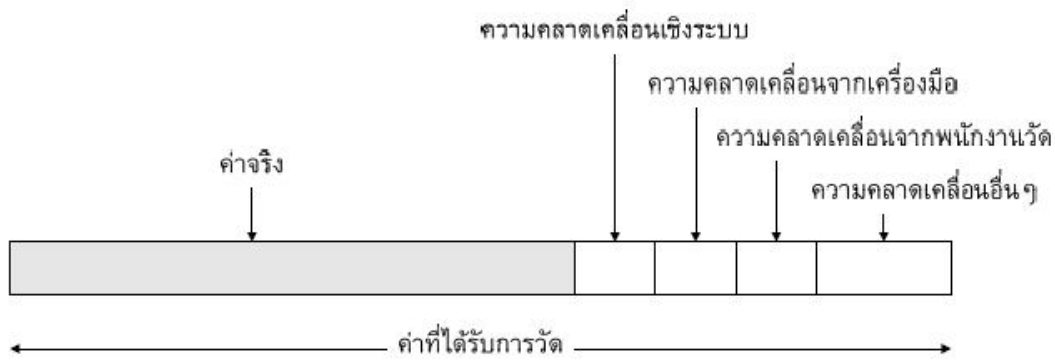 ความคลาดเคลื่อนเชิงระบบ
ความคลาดเคลื่อนจากเครื่องมือ
ความคลาดเคลื่อนจากพนักงานวัด
ค่าจริง
ความคลาดเคลื่อนอื่นๆ
ค่าที่ได้รับการวัด